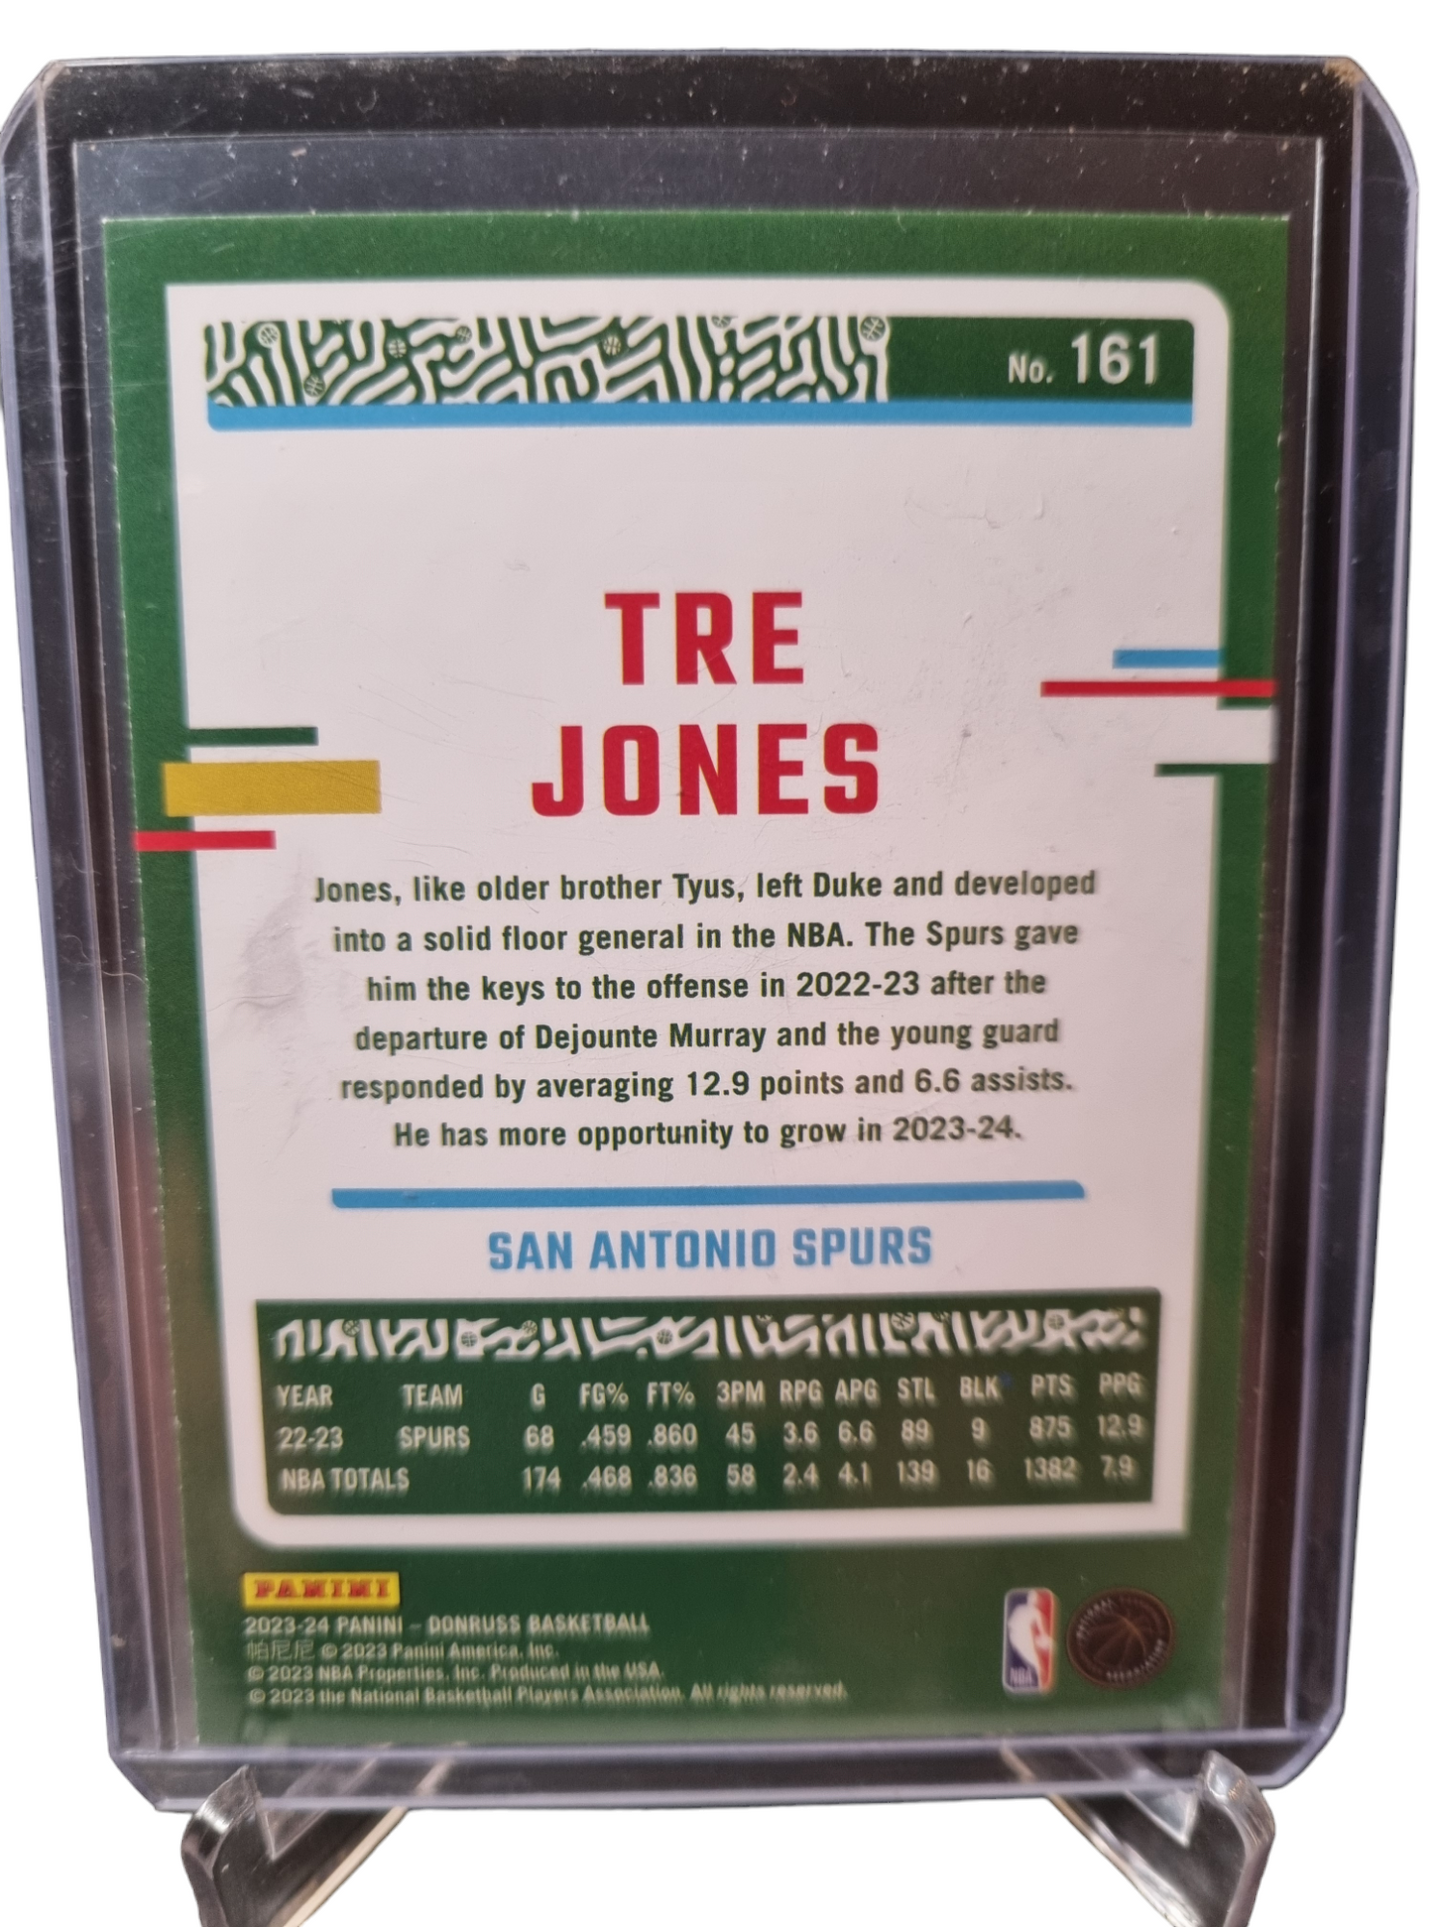 No. 161
TRE
JONES
Jones, like older brother Tyus, left Duke and developed
into a solid floor general in the NBA. The Spurs gave
him the keys to the offense in 2022-23 after the
departure of Dejounte Murray and the young guard
responded by averaging 12.9 points and 6.6 assists.
He has more opportunity to grow in 2023-24.
SAN ANTONIO SPURS
YEAR TEAM G FG% FT% 3PM RPG APG STL BLK PTS PPG
22-23 SPURS 68 .459 .860 45 3.6 6.6 89 9 875 12.9
NBA TOTALS 174 .468 .836 58 2.4 4.1 139 16 1382 7.9
PANINI
2023-24 PANINI – DONRUSS BASKETBALL
帕尼尼 © 2023 Panini America, Inc.
© 2023 NBA Properties, Inc. Produced in the USA.
© 2023 the National Basketball Players Association. All rights reserved.
NBA